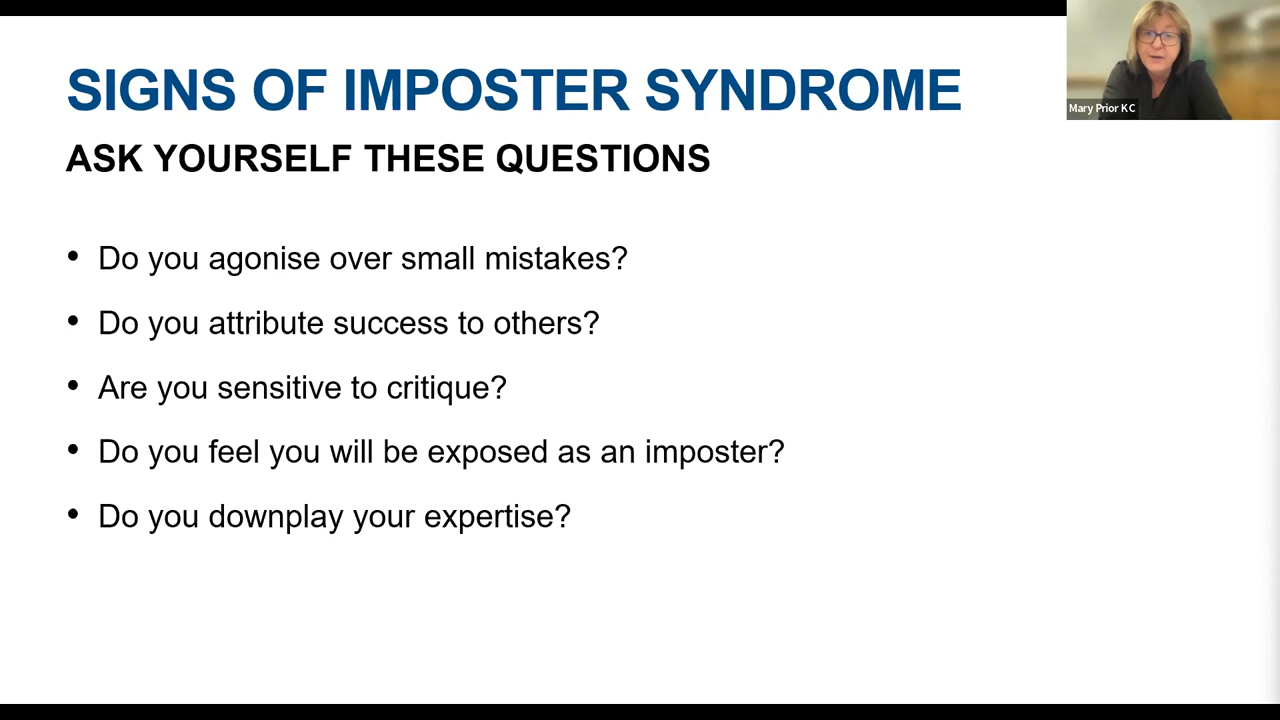 SIGNS OF IMPOSTER SYNDROME
Mary Prior KC
ASK YOURSELF THESE QUESTIONS
• Do you agonise over small mistakes?
• Do you attribute success to others?
• Are you sensitive to critique?
• Do you feel you will be exposed as an imposter?
• Do you downplay your expertise?